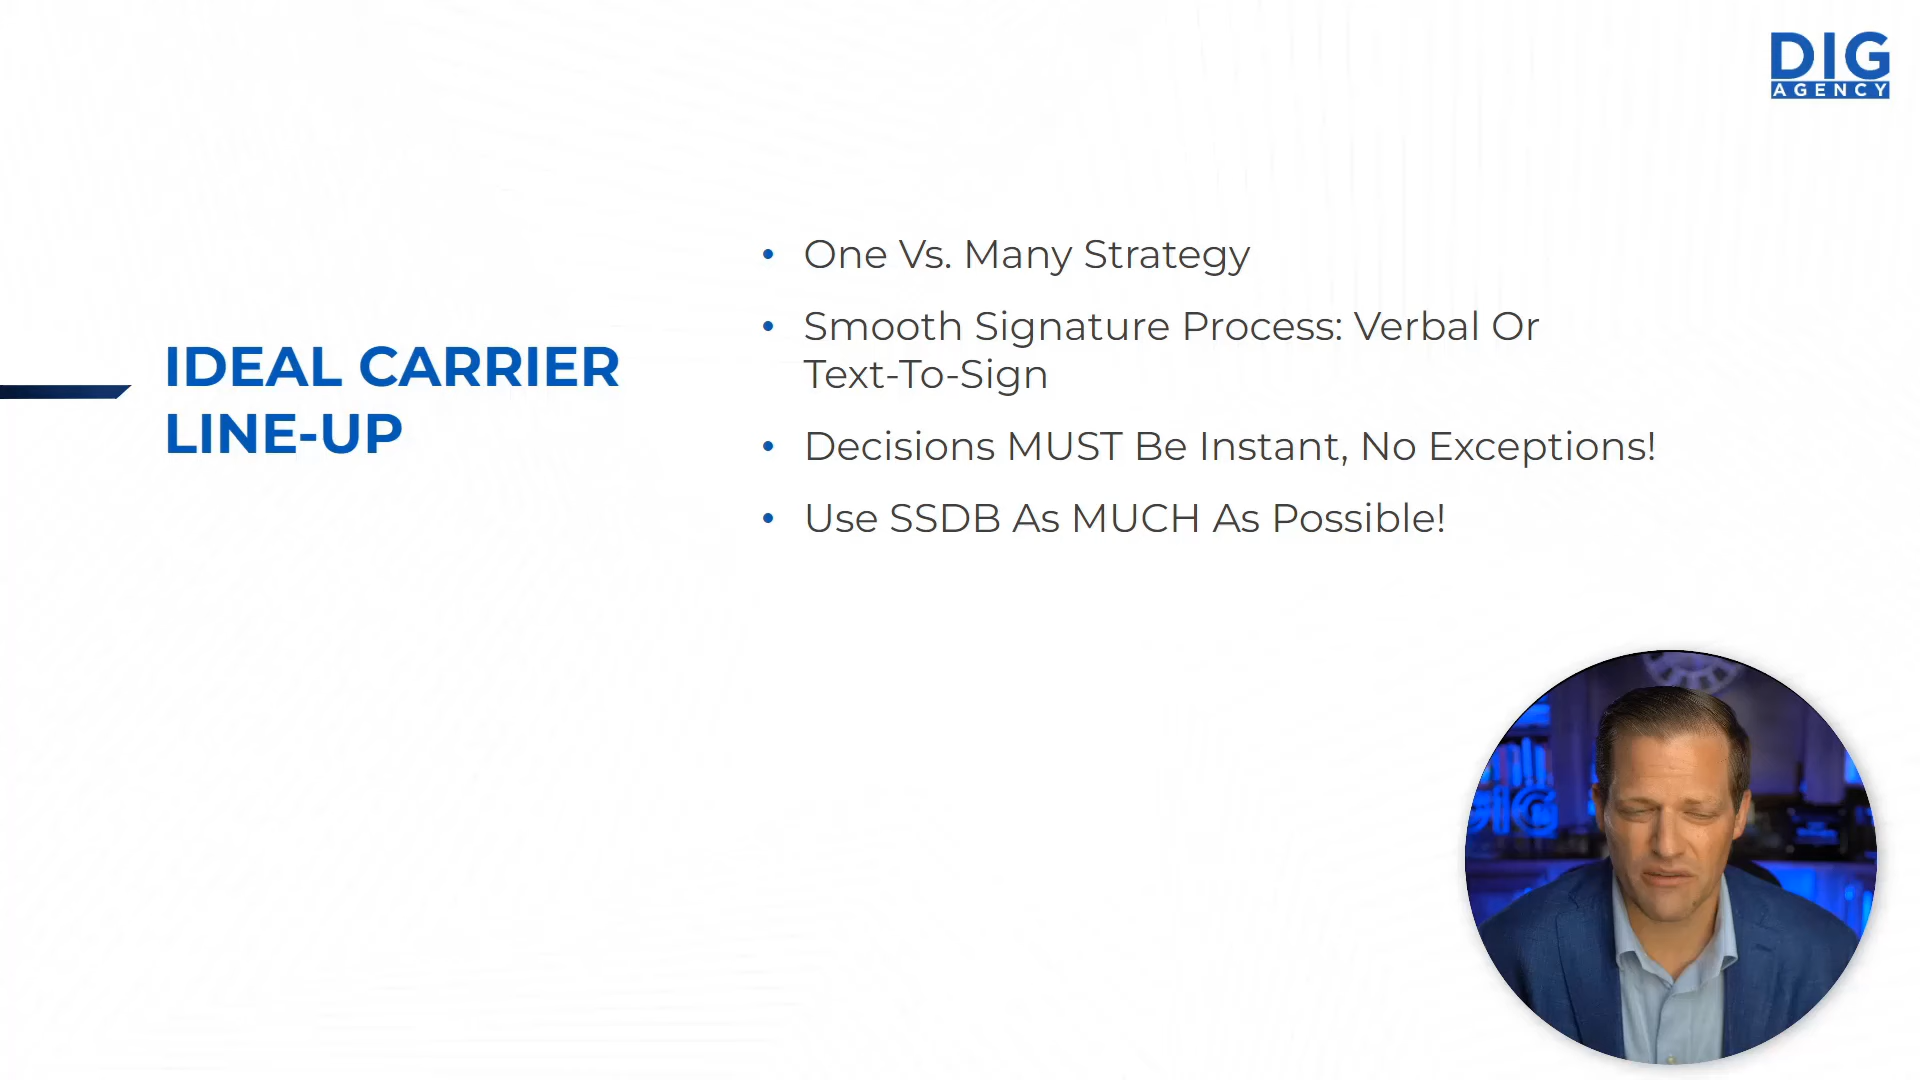 DIG
AGENCY
IDEAL CARRIER
LINE-UP
• One Vs. Many Strategy
• Smooth Signature Process: Verbal Or
Text-To-Sign
• Decisions MUST Be Instant, No Exceptions!
• Use SSDB As MUCH As Possible!
DIG